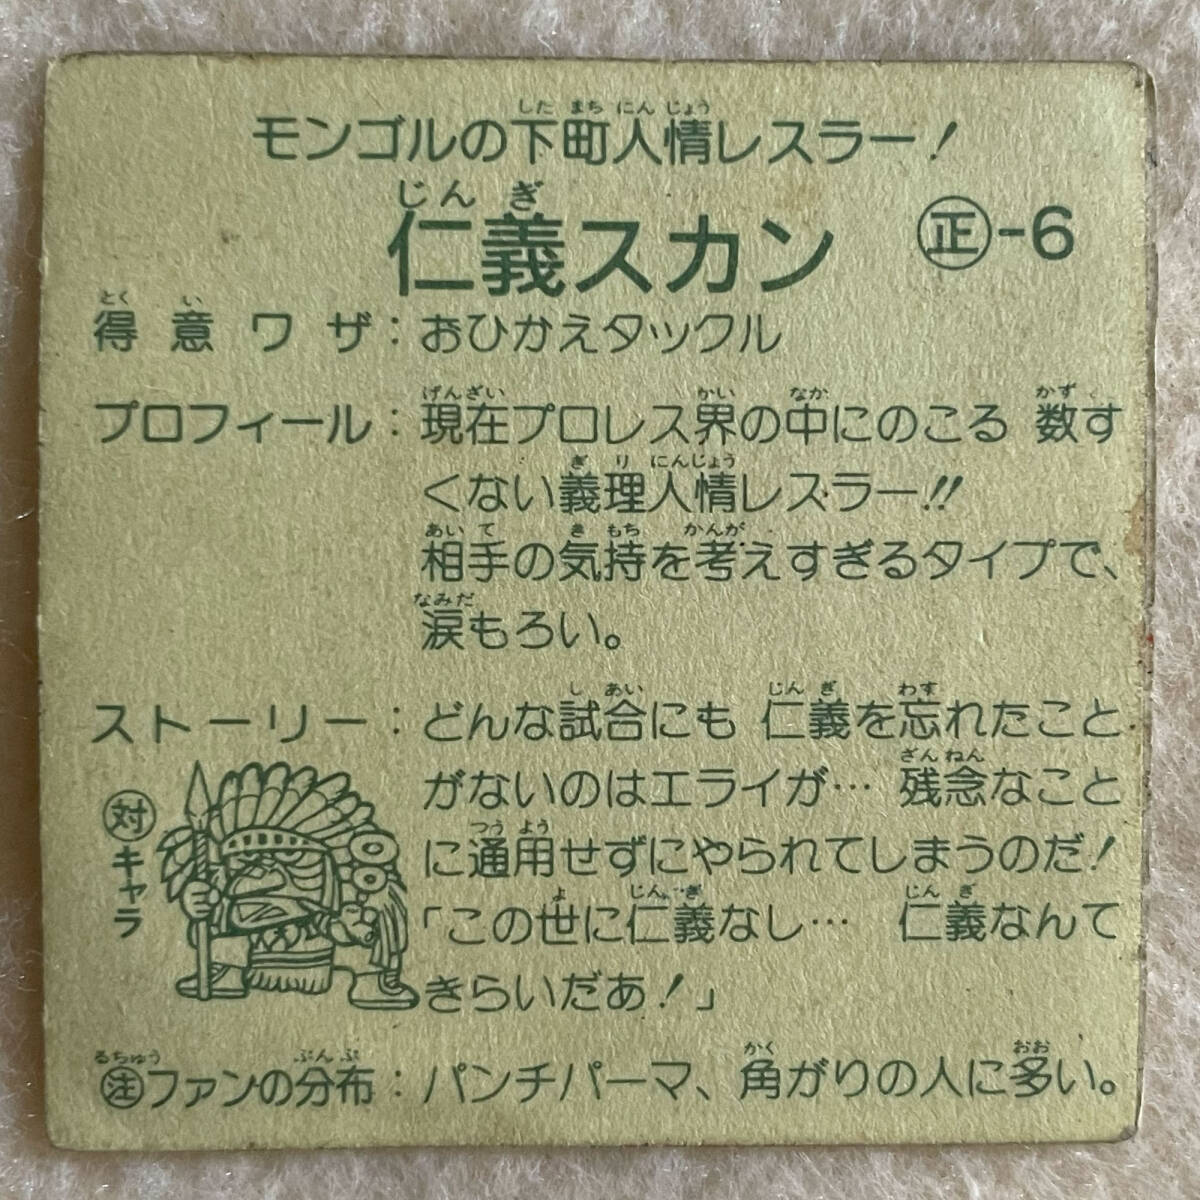 モンゴルの下町人情レスラー!
仁義スカン ㊣-6
得意ワザ:おひかえタックル
プロフィール:現在プロレス界の中にのこる 数す
くない義理人情レスラー!!
相手の気持を考えすぎるタイプで、
涙もろい。
ストーリー:どんな試合にも 仁義を忘れたこと
がないのはエライが… 残念なこと
に通用せずにやられてしまうのだ!
「この世に仁義なし… 仁義なんて
きらいだあ!」
対キャラ
㊟ファンの分布:パンチパーマ、角がりの人に多い。